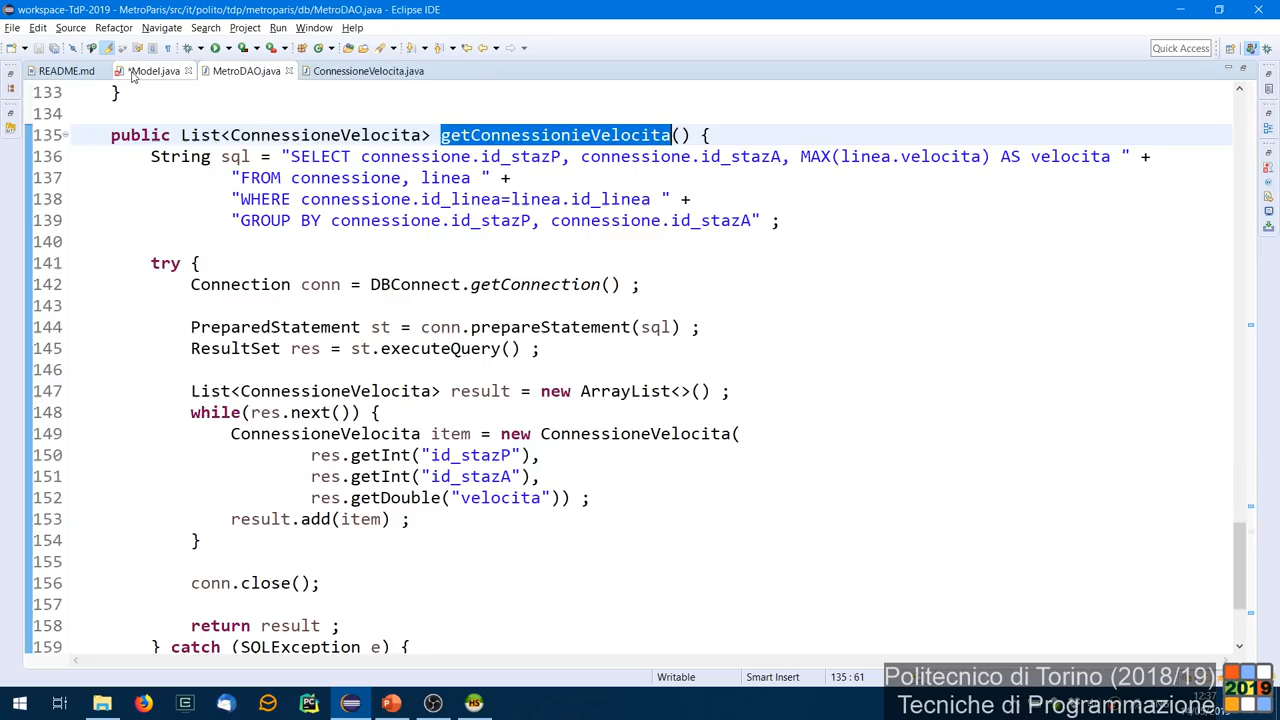 workspace-TdP-2019 - MetroParis/src/it/polito/tdp/metroparis/db/MetroDAO.java - Eclipse IDE
File Edit Source Refactor Navigate Search Project Run Window Help
Quick Access
README.md *Model.java MetroDAO.java ConnessioneVelocita.java
133 }
134
135 public List<ConnessioneVelocita> getConnessionieVelocita() {
136 String sql = "SELECT connessione.id_stazP, connessione.id_stazA, MAX(linea.velocita) AS velocita " +
137 "FROM connessione, linea " +
138 "WHERE connessione.id_linea=linea.id_linea " +
139 "GROUP BY connessione.id_stazP, connessione.id_stazA" ;
140
141 try {
142 Connection conn = DBConnect.getConnection() ;
143
144 PreparedStatement st = conn.prepareStatement(sql) ;
145 ResultSet res = st.executeQuery() ;
146
147 List<ConnessioneVelocita> result = new ArrayList<>() ;
148 while(res.next()) {
149 ConnessioneVelocita item = new ConnessioneVelocita(
150 res.getInt("id_stazP"),
151 res.getInt("id_stazA"),
152 res.getDouble("velocita")) ;
153 result.add(item) ;
154 }
155
156 conn.close();
157
158 return result ;
159 } catch (SQLException e) {
Writable Smart Insert 135 : 61
Politecnico di Torino (2018/19)
Tecniche di Programmazione
2019
12:37